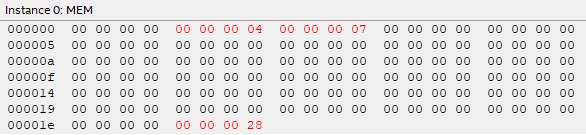 Instance 0: MEM
000000 00 00 00 00 00 00 00 04 00 00 00 07 00 00 00 00 00 00 00 00
000005 00 00 00 00 00 00 00 00 00 00 00 00 00 00 00 00 00 00 00 00
00000a 00 00 00 00 00 00 00 00 00 00 00 00 00 00 00 00 00 00 00 00
00000f 00 00 00 00 00 00 00 00 00 00 00 00 00 00 00 00 00 00 00 00
000014 00 00 00 00 00 00 00 00 00 00 00 00 00 00 00 00 00 00 00 00
000019 00 00 00 00 00 00 00 00 00 00 00 00 00 00 00 00 00 00 00 00
00001e 00 00 00 00 00 00 00 28